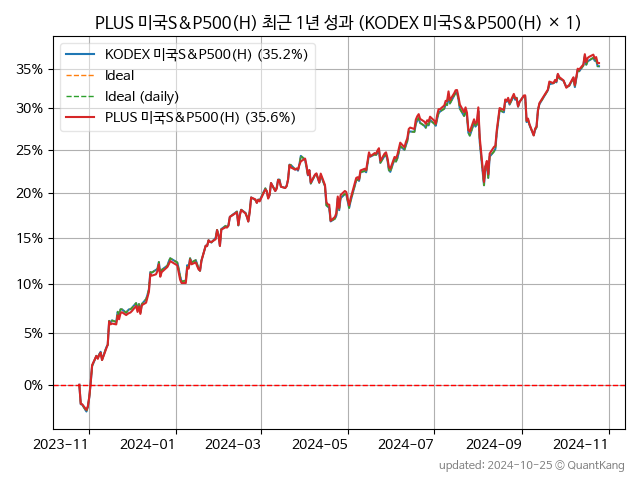 PLUS 미국S&P500(H) 최근 1년 성과 (KODEX 미국S&P500(H) × 1)
KODEX 미국S&P500(H) (35.2%)
Ideal
Ideal (daily)
PLUS 미국S&P500(H) (35.6%)
35%
30%
25%
20%
15%
10%
5%
0%
2023-11 2024-01 2024-03 2024-05 2024-07 2024-09 2024-11
updated: 2024-10-25 © QuantKang